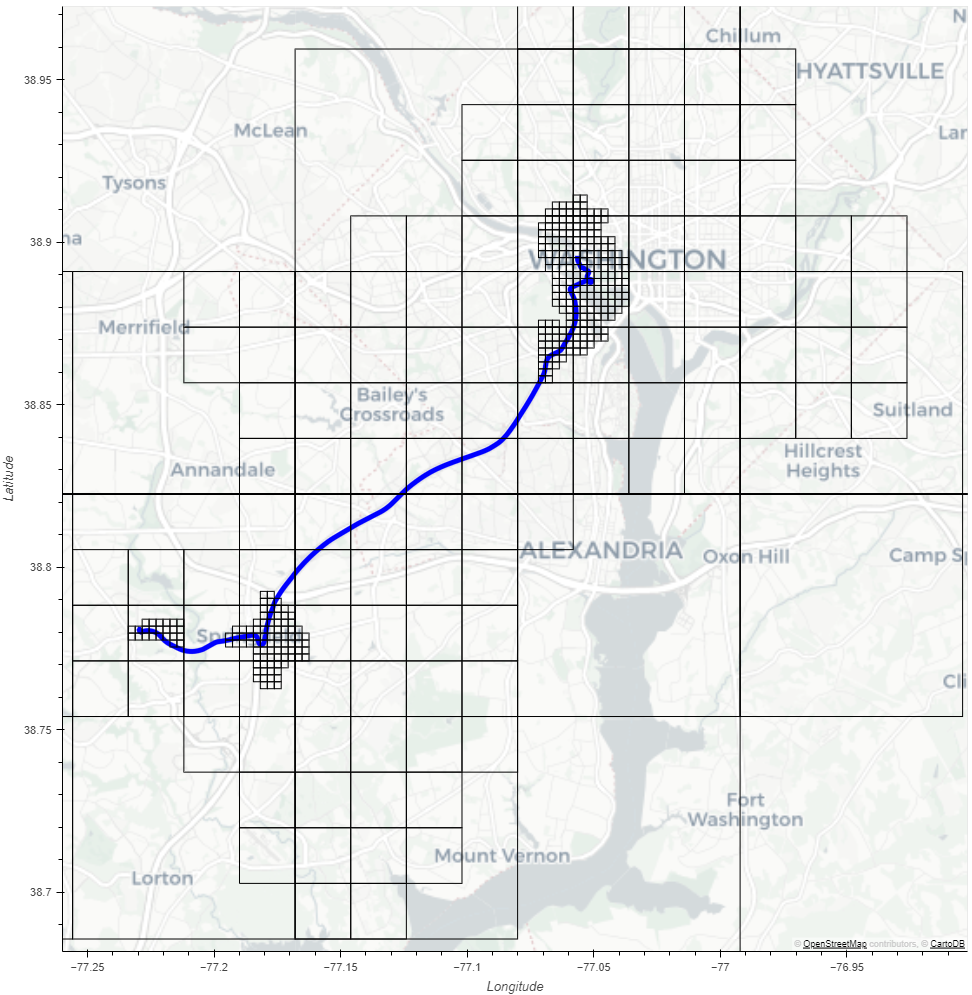 Chillum
N
HYATTSVILLE
38.95
McLean
Lar
Tysons
na
38.9
WASHINGTON
Merrifield
38.85
Bailey's
Crossroads
Suitland
Hillcrest
Heights
Annandale
Latitude
ALEXANDRIA
Oxon Hill
Camp Sp
38.8
Cli
38.75
Fort
Washington
Mount Vernon
Lorton
38.7
© OpenStreetMap contributors, © CartoDB
−77.25
−77.2
−77.15
−77.1
−77.05
−77
−76.95
Longitude